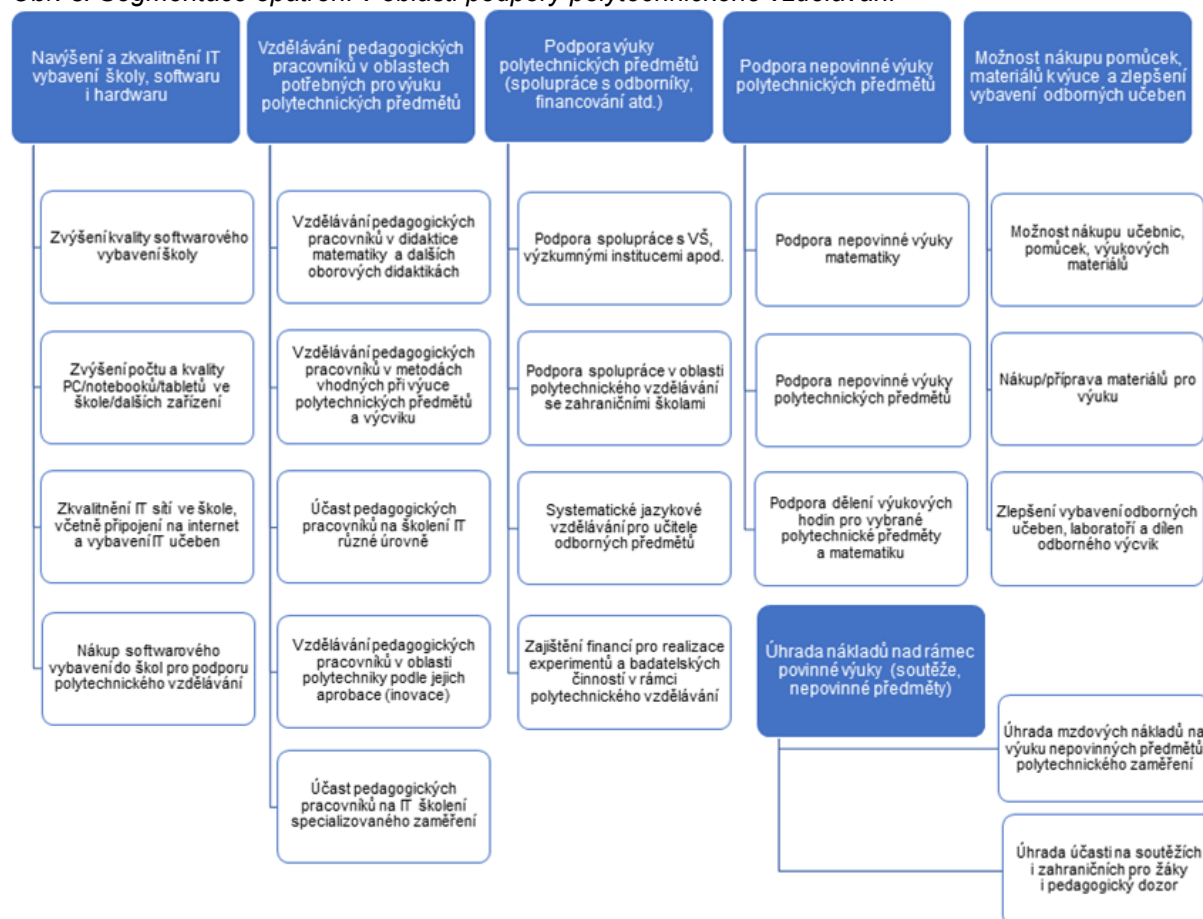 Obr. 3: Segmentace opatření v oblasti podpory polytechnického vzdělávání
Navýšení a zkvalitnění IT
vybavení školy, softwaru
i hardwaru
Zvýšení kvality softwarového
vybavení školy
Zvýšení počtu a kvality
PC/notebooků/tabletů ve
škole/dalších zařízení
Zkvalitnění IT sítí ve škole,
včetně připojení na internet
a vybavení IT učeben
Nákup softwarového
vybavení do škol pro podporu
polytechnického vzdělávání
Vzdělávání pedagogických
pracovníků v oblastech
potřebných pro výuku
polytechnických předmětů
Vzdělávání pedagogických
pracovníků v didaktice
matematiky a dalších
oborových didaktikách
Vzdělávání pedagogických
pracovníků v metodách
vhodných při výuce
polytechnických předmětů
a výcviku
Účast pedagogických
pracovníků na školení IT
různé úrovně
Vzdělávání pedagogických
pracovníků v oblasti
polytechniky podle jejich
aprobace (inovace)
Účast pedagogických
pracovníků na IT školení
specializovaného zaměření
Podpora výuky
polytechnických předmětů
(spolupráce s odborníky,
financování atd.)
Podpora spolupráce s VŠ,
výzkumnými institucemi apod.
Podpora spolupráce v oblasti
polytechnického vzdělávání
se zahraničními školami
Systematické jazykové
vzdělávání pro učitele
odborných předmětů
Zajištění financí pro realizace
experimentů a badatelských
činností v rámci
polytechnického vzdělávání
Podpora nepovinné výuky
polytechnických předmětů
Podpora nepovinné výuky
matematiky
Podpora nepovinné výuky
polytechnických předmětů
Podpora dělení výukových
hodin pro vybrané
polytechnické předměty
a matematiku
Možnost nákupu pomůcek,
materiálů k výuce a zlepšení
vybavení odborných učeben
Možnost nákupu učebnic,
pomůcek, výukových
materiálů
Nákup/příprava materiálů pro
výuku
Zlepšení vybavení odborných
učeben, laboratoří a dílen
odborného výcvik
Úhrada nákladů nad rámec
povinné výuky (soutěže,
nepovinné předměty)
Úhrada mzdových nákladů na
výuku nepovinných předmětů
polytechnického zaměření
Úhrada účasti na soutěžích
i zahraničních pro žáky
i pedagogický dozor